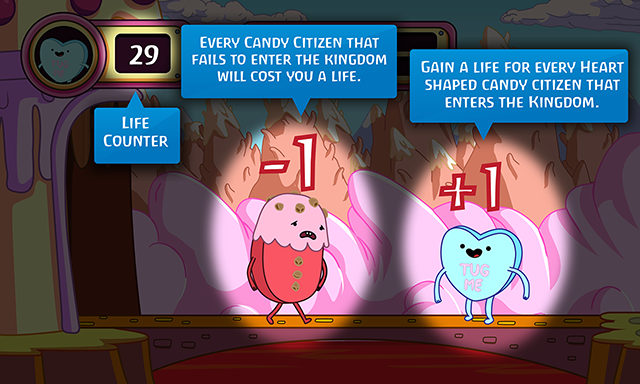 29
Life
Counter
Every Candy Citizen that
fails to enter the kingdom
will cost you a life.
Gain a life for every Heart
shaped candy citizen that
enters the Kingdom.
-1
+1
TUG
ME